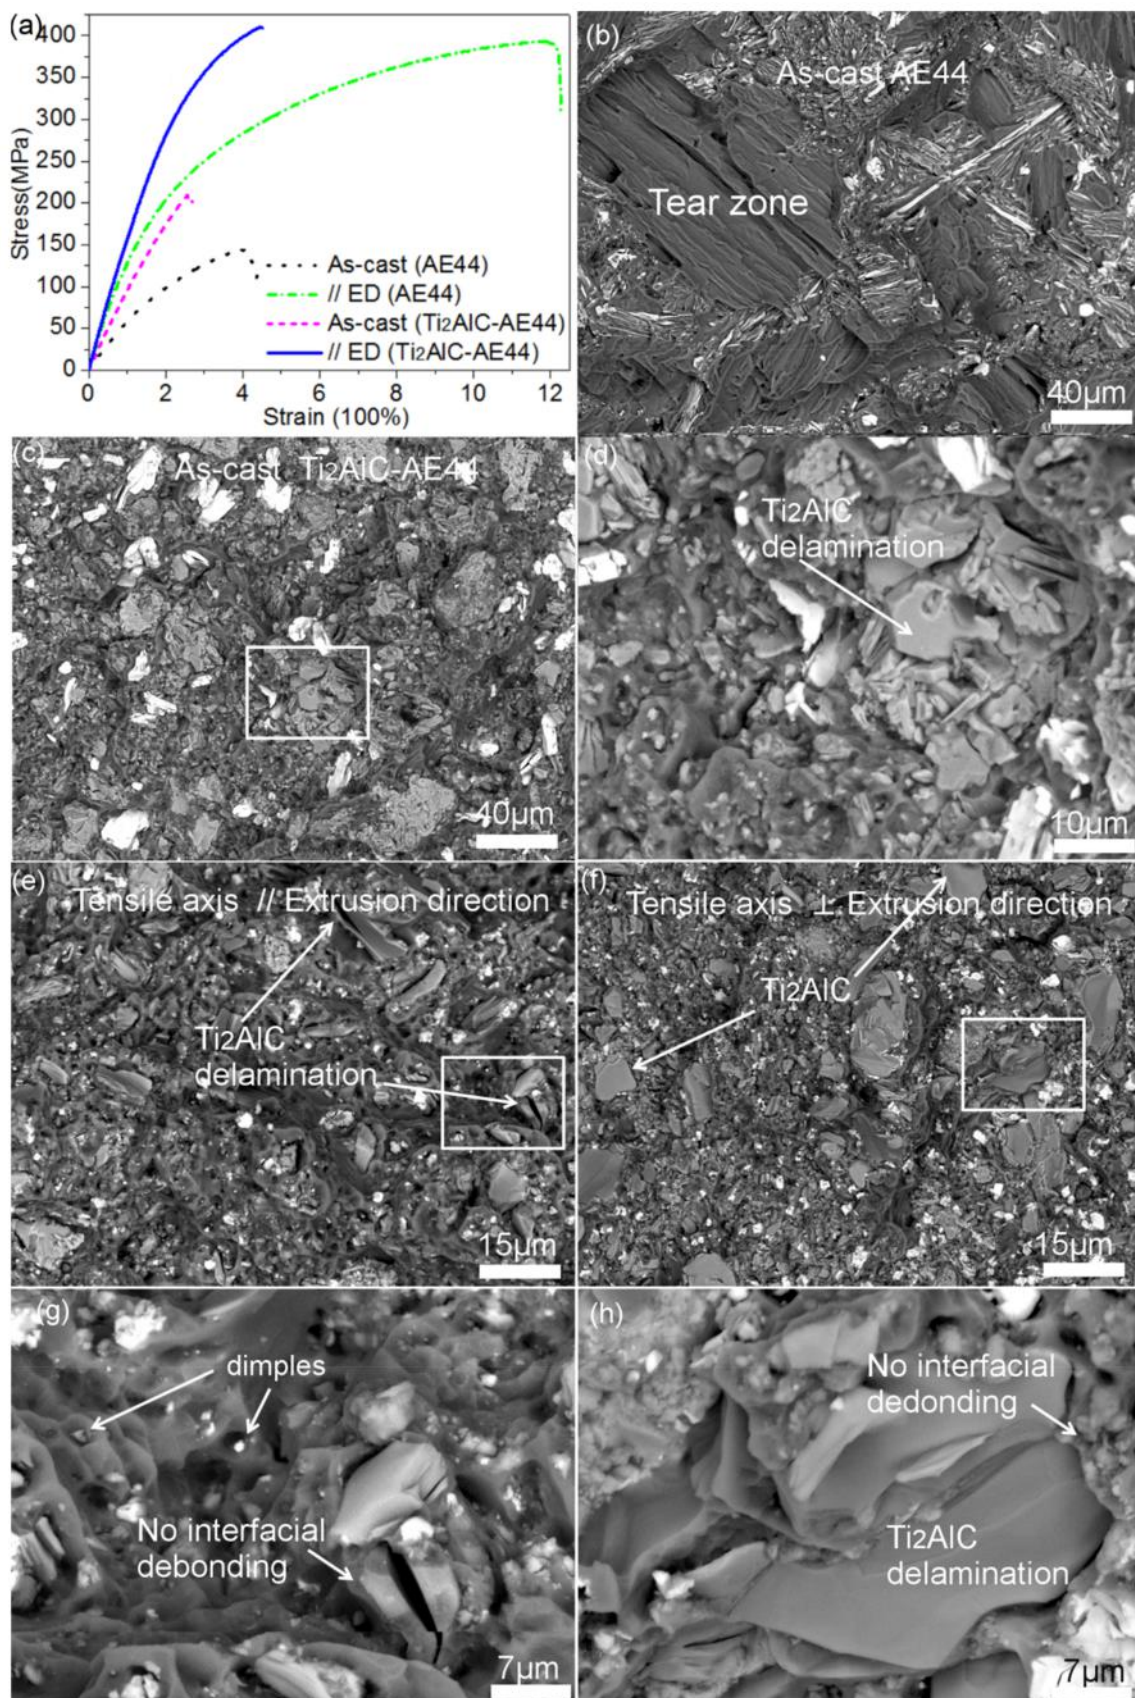 (a)
400
350
300
250
200
150
100
50
0
Stress(MPa)
0 2 4 6 8 10 12
Strain (100%)
As-cast (AE44)
// ED (AE44)
As-cast (Ti2AlC-AE44)
// ED (Ti2AlC-AE44)
(b)
As-cast AE44
Tear zone
40μm
(c)
As-cast Ti2AlC-AE44
40μm
(d)
Ti2AlC
delamination
10μm
(e)
Tensile axis // Extrusion direction
Ti2AlC
delamination
15μm
(f)
Tensile axis ⊥ Extrusion direction
Ti2AlC
15μm
(g)
dimples
No interfacial
debonding
7μm
(h)
No interfacial
dedonding
Ti2AlC
delamination
7μm